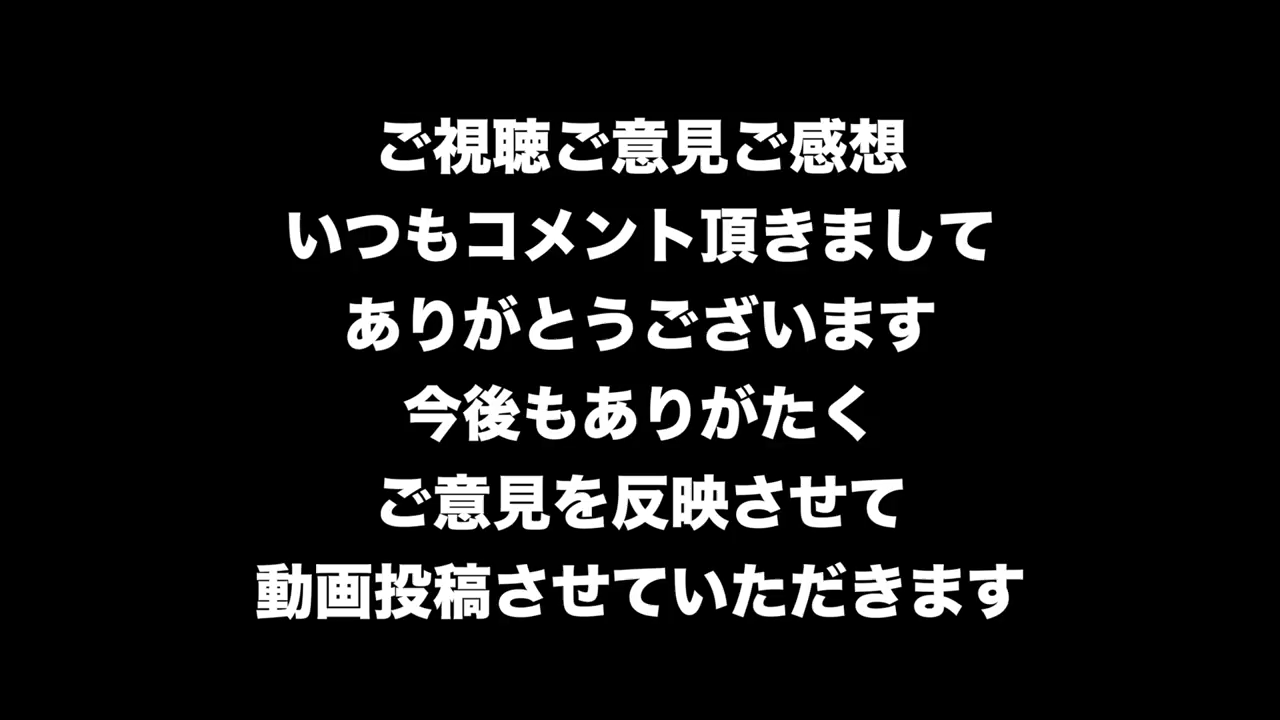 ご視聴ご意見ご感想
いつもコメント頂きまして
ありがとうございます
今後もありがたく
ご意見を反映させて
動画投稿させていただきます